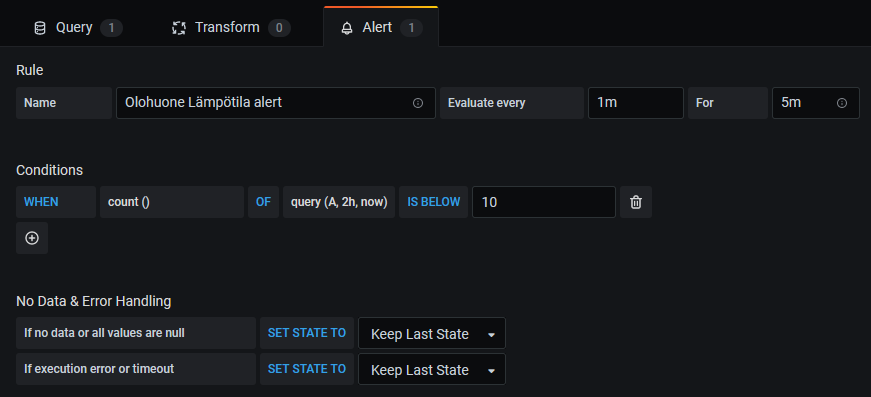 Query 1 Transform 0 Alert 1
Rule
Name Olohuone Lämpötila alert Evaluate every 1m For 5m
Conditions
WHEN count () OF query (A, 2h, now) IS BELOW 10
No Data & Error Handling
If no data or all values are null SET STATE TO Keep Last State
If execution error or timeout SET STATE TO Keep Last State